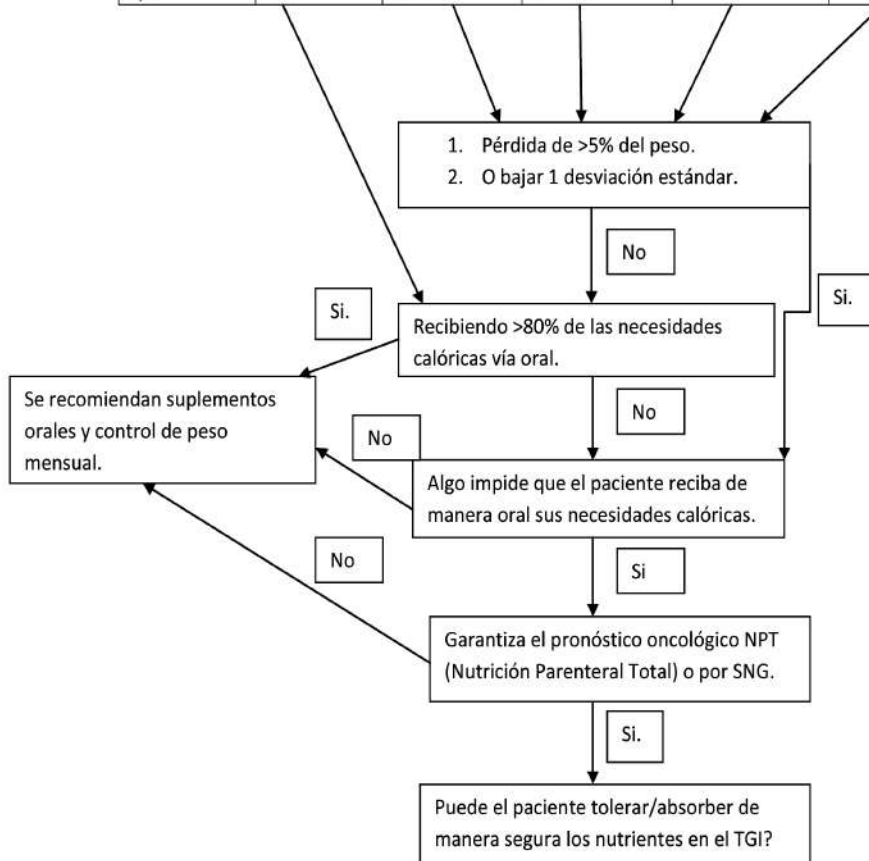 1. Pérdida de >5% del peso.
2. O bajar 1 desviación estándar.
No
Si.
Si.
Recibiendo >80% de las necesidades
calóricas vía oral.
Se recomiendan suplementos
orales y control de peso
mensual.
No
No
Algo impide que el paciente reciba de
manera oral sus necesidades calóricas.
No
Si
Garantiza el pronóstico oncológico NPT
(Nutrición Parenteral Total) o por SNG.
Si.
Puede el paciente tolerar/absorber de
manera segura los nutrientes en el TGI?